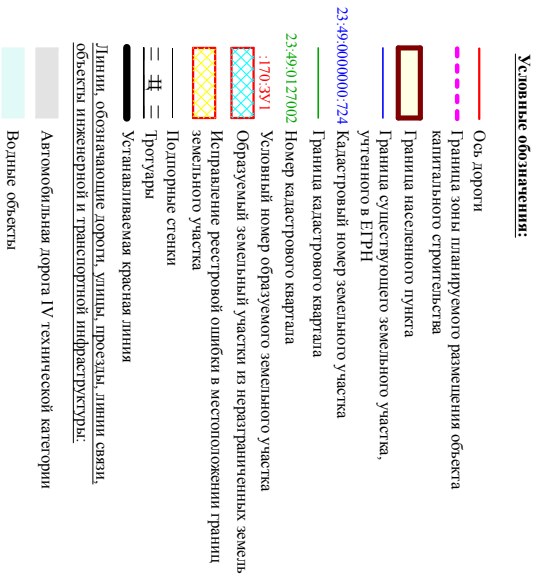 Условные обозначения:
Ось дороги
Граница зоны планируемого размещения объекта
капитального строительства
Граница населенного пункта
Граница существующего земельного участка,
учтенного в ЕГРН
23:49:0000000:724 Кадастровый номер земельного участка
Граница кадастрового квартала
23:49:0127002 Номер кадастрового квартала
:170:ЗУ1 Условный номер образуемого земельного участка
Образуемый земельный участки из неразграниченных земель
Исправление реестровой ошибки в местоположении границ
земельного участка
Подпорные стенки
Тротуары
Устанавливаемая красная линия
Линии, обозначающие дороги, улицы, проезды, линии связи,
объекты инженерной и транспортной инфраструктуры:
Автомобильная дорога IV технической категории
Водные объекты